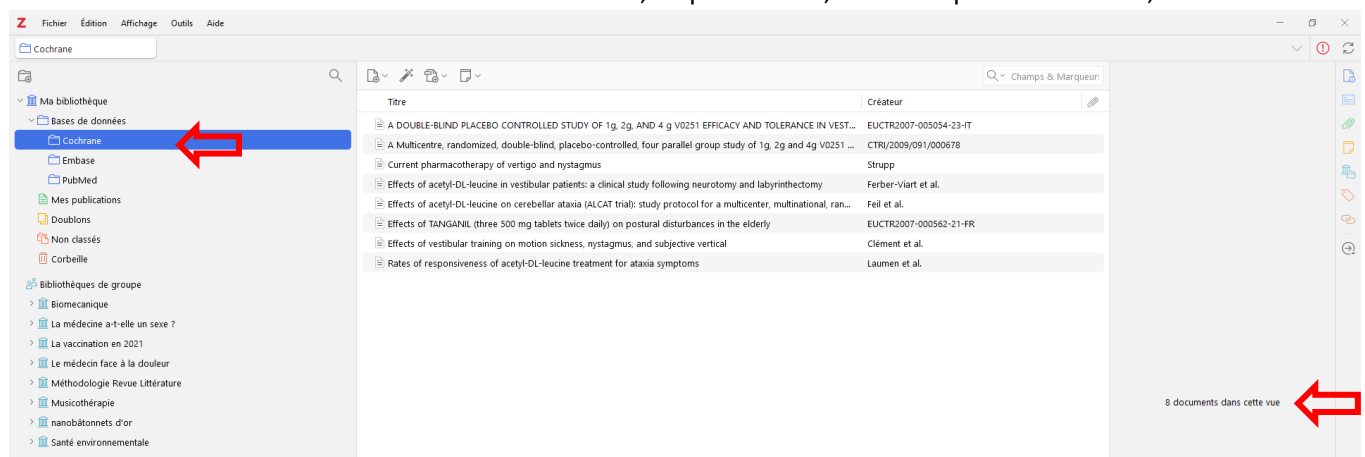 Z Fichier Édition Affichage Outils Aide
Cochrane
Ma bibliothèque
Bases de données
Cochrane
Embase
PubMed
Mes publications
Doublons
Non classés
Corbeille
Bibliothèques de groupe
Biomecanique
La médecine a-t-elle un sexe ?
La vaccination en 2021
Le médecin face à la douleur
Méthodologie Revue Littérature
Musicothérapie
nanobâtonnets d'or
Santé environnementale
Champs & Marqueur:
Titre Créateur
A DOUBLE-BLIND PLACEBO CONTROLLED STUDY OF 1g, 2g, AND 4 g V0251 EFFICACY AND TOLERANCE IN VEST... EUCTR2007-005054-23-IT
A Multicentre, randomized, double-blind, placebo-controlled, four parallel group study of 1g, 2g and 4g V0251 ... CTRI/2009/091/000678
Current pharmacotherapy of vertigo and nystagmus Strupp
Effects of acetyl-DL-leucine in vestibular patients: a clinical study following neurotomy and labyrinthectomy Ferber-Viart et al.
Effects of acetyl-DL-leucine on cerebellar ataxia (ALCAT trial): study protocol for a multicenter, multinational, ran... Feil et al.
Effects of TANGANIL (three 500 mg tablets twice daily) on postural disturbances in the elderly EUCTR2007-000562-21-FR
Effects of vestibular training on motion sickness, nystagmus, and subjective vertical Clément et al.
Rates of responsiveness of acetyl-DL-leucine treatment for ataxia symptoms Laumen et al.
8 documents dans cette vue